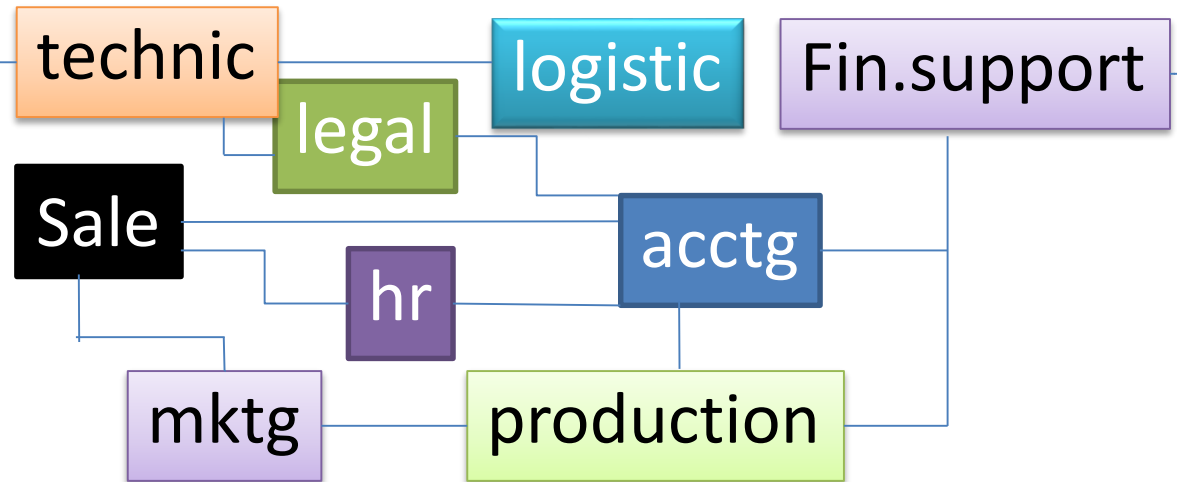 technic
logistic
Fin.support
legal
Sale
acctg
hr
mktg
production